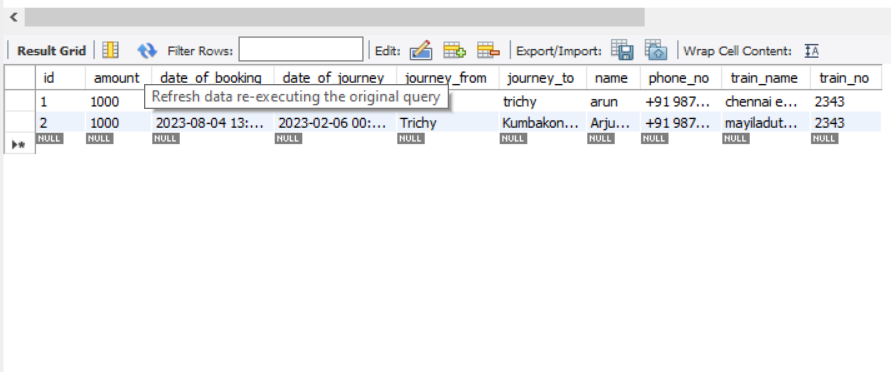 Result Grid Filter Rows: Edit: Export/Import: Wrap Cell Content: IA
id amount date_of_booking date_of_journey journey_from journey_to name phone_no train_name train_no
1 1000 trichy arun +91 987... chennai e... 2343
Refresh data re-executing the original query
2 1000 2023-08-04 13:... 2023-02-06 00:... Trichy Kumbakon... Arju... +91 987... mayiladut... 2343
NULL NULL NULL NULL NULL NULL NULL NULL NULL NULL